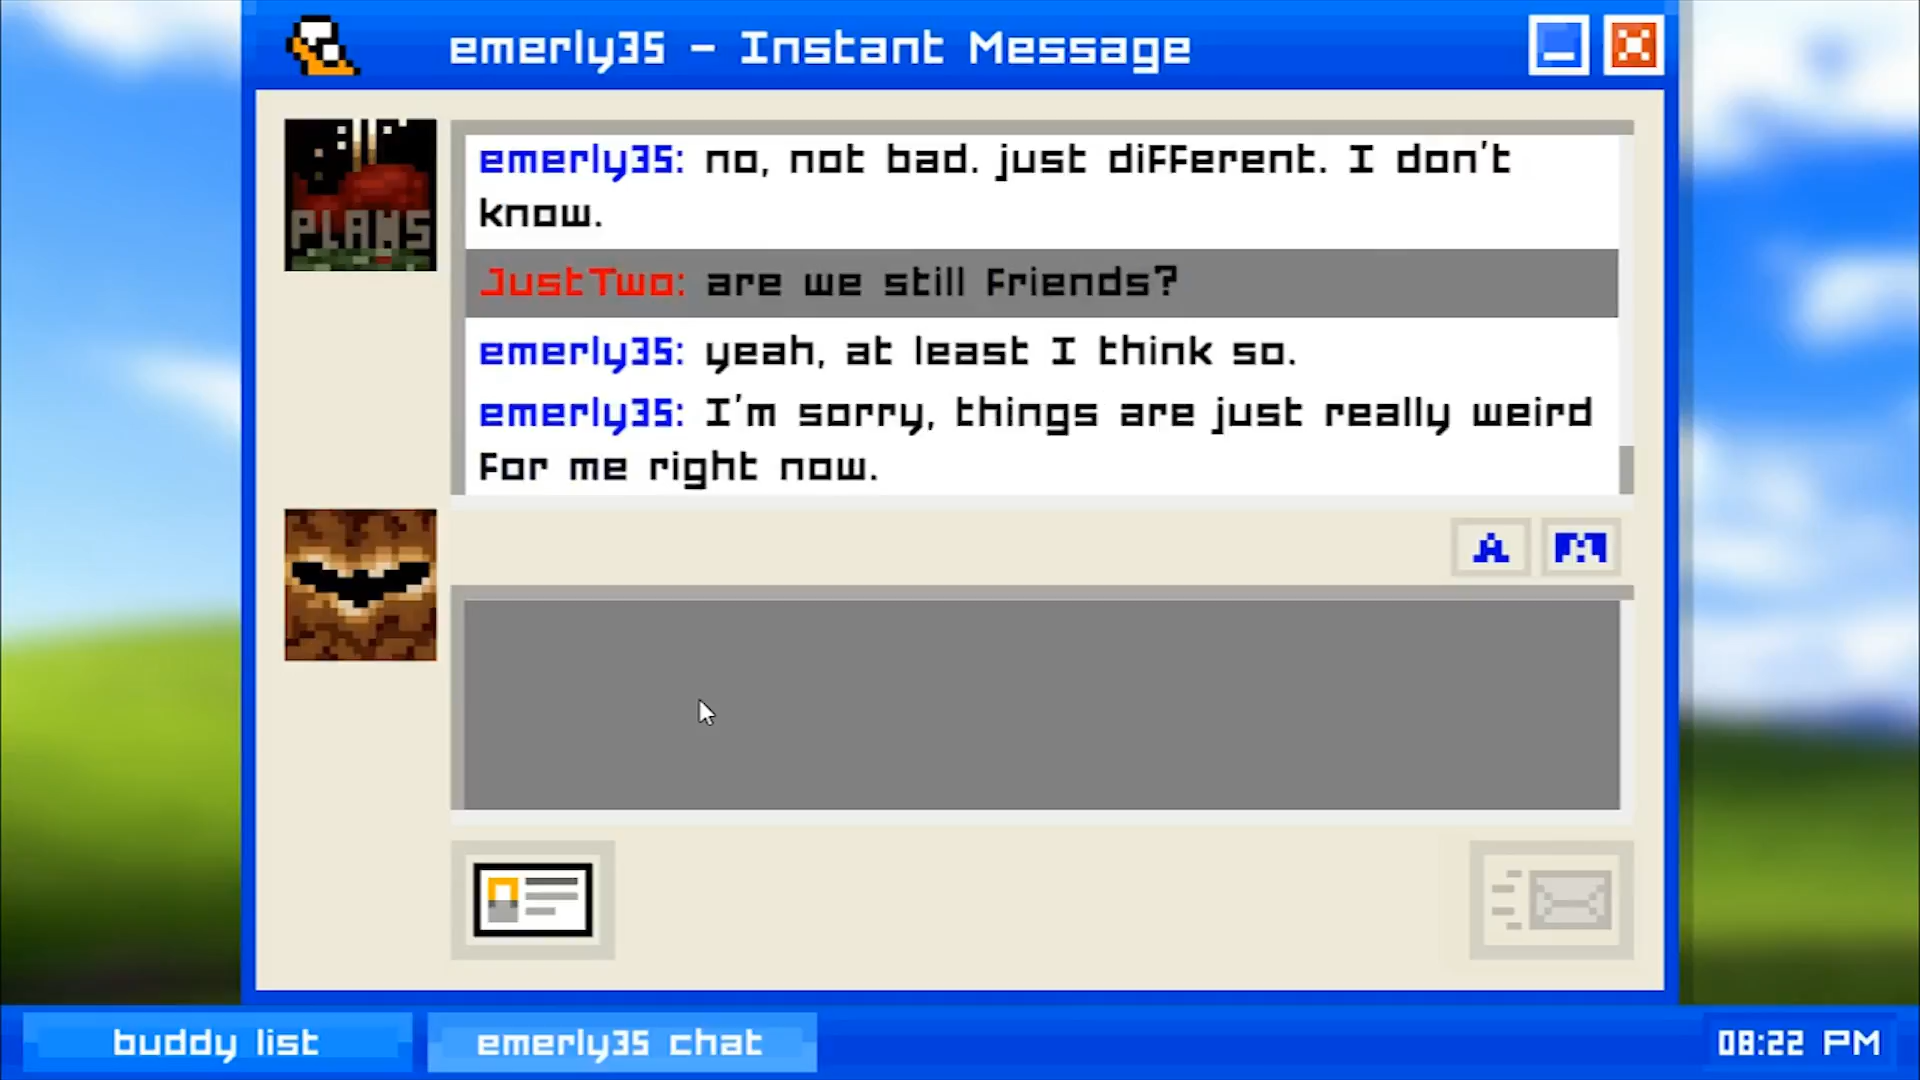 emerly35 - Instant Message
PLANS
emerly35: no, not bad. just different. I don't
know.
JustTwo: are we still friends?
emerly35: yeah, at least I think so.
emerly35: I'm sorry, things are just really weird
for me right now.
A
buddy list
emerly35 chat
08:22 PM